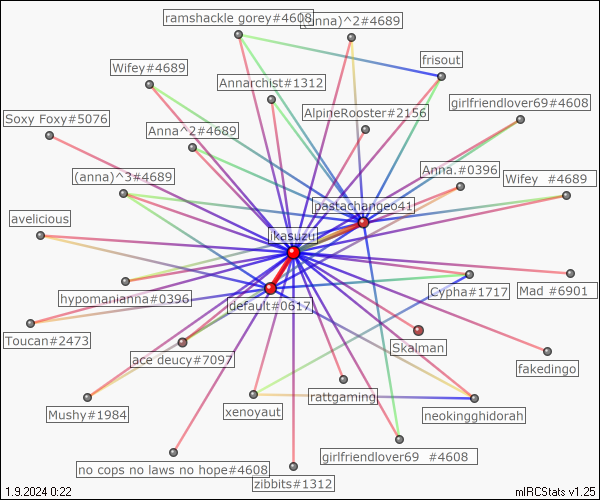 ramshackle gorey#4608
(anna)^2#4689
frisout
Wifey#4689
Annarchist#1312
girlfriendlover69#4608
AlpineRooster#2156
Soxy Foxy#5076
Anna^2#4689
(anna)^3#4689
Anna.#0396
Wifey #4689
pastachangeo41
avelicious
ikasuzu
hypomanianna#0396
Cypha#1717
Mad #6901
default#0617
Toucan#2473
Skalman
ace deucy#7097
fakedingo
Mushy#1984
xenoyaut
rattgaming
neokingghidorah
no cops no laws no hope#4608
girlfriendlover69 #4608
zibbits#1312
1.9.2024 0:22
mIRCStats v1.25